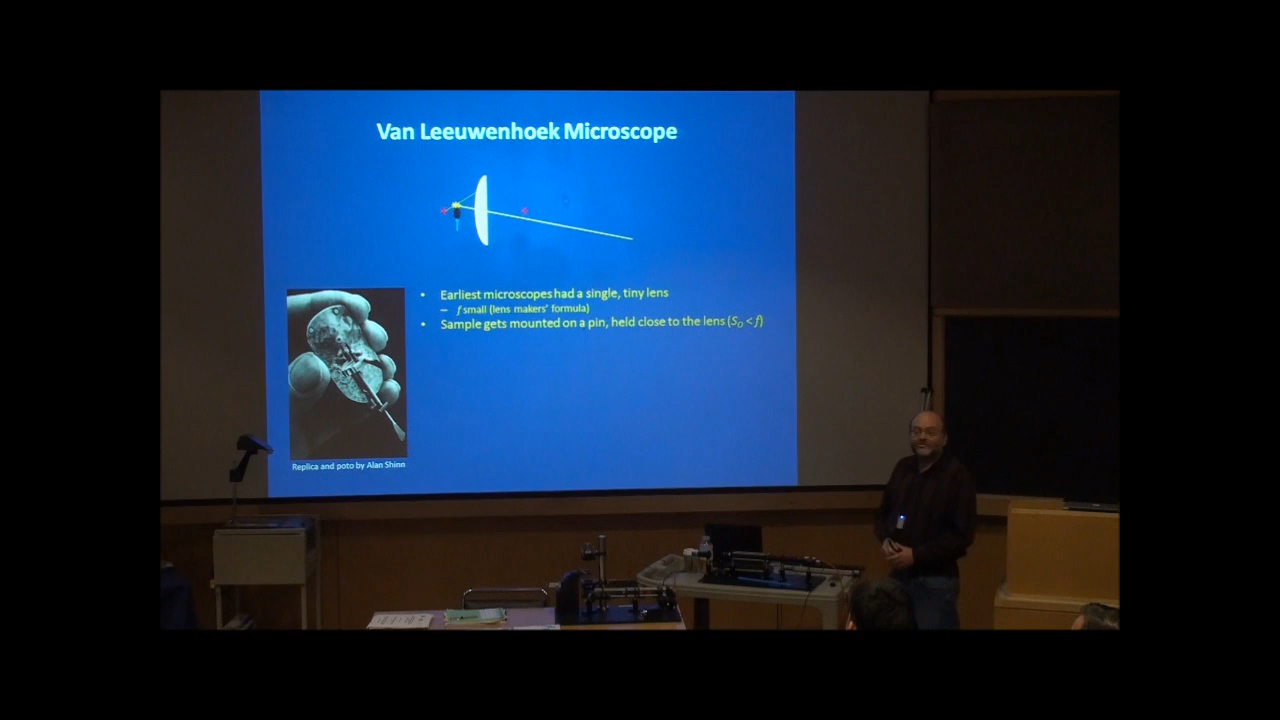 Van Leeuwenhoek Microscope
• Earliest microscopes had a single, tiny lens
– f small (lens makers' formula)
• Sample gets mounted on a pin, held close to the lens (S₀ < f)
Replica and poto by Alan Shinn